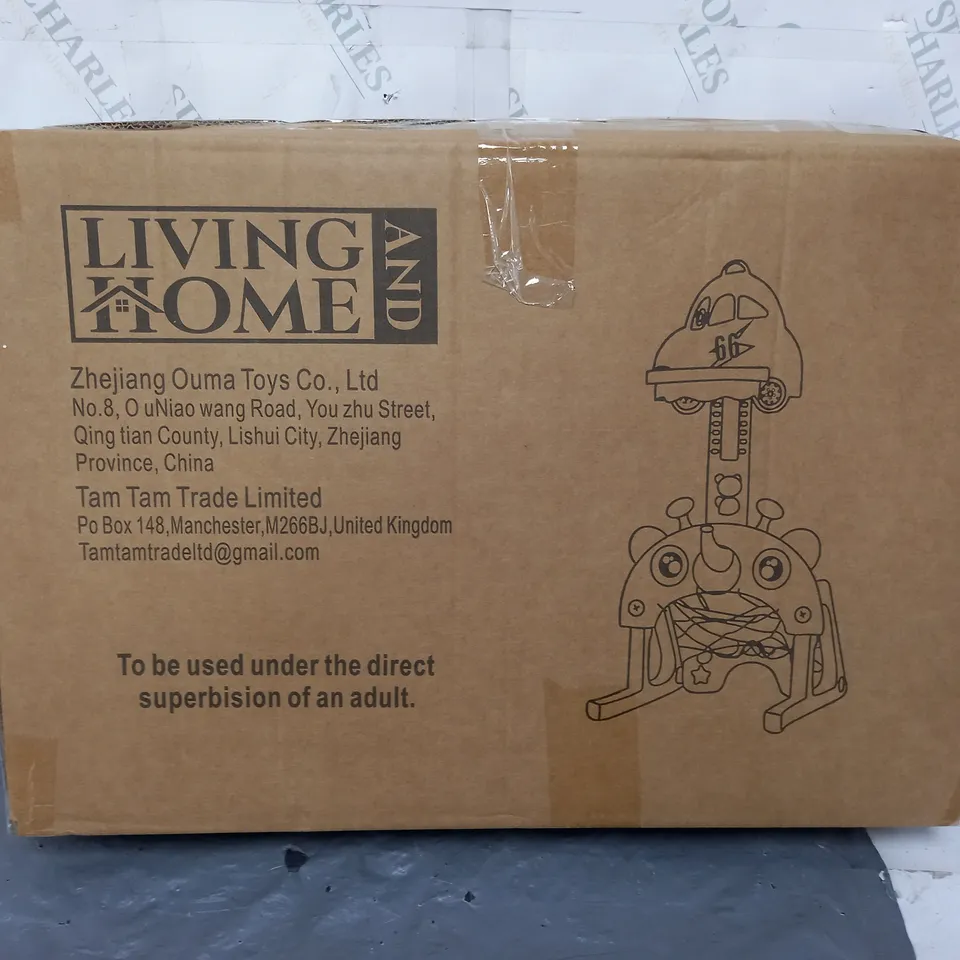 LIVING AND
HOME
Zhejiang Ouma Toys Co., Ltd
No.8, O uNiao wang Road, You zhu Street,
Qing tian County, Lishui City, Zhejiang
Province, China
Tam Tam Trade Limited
Po Box 148,Manchester,M266BJ,United Kingdom
Tamtamtradeltd@gmail.com
To be used under the direct
superbision of an adult.
66